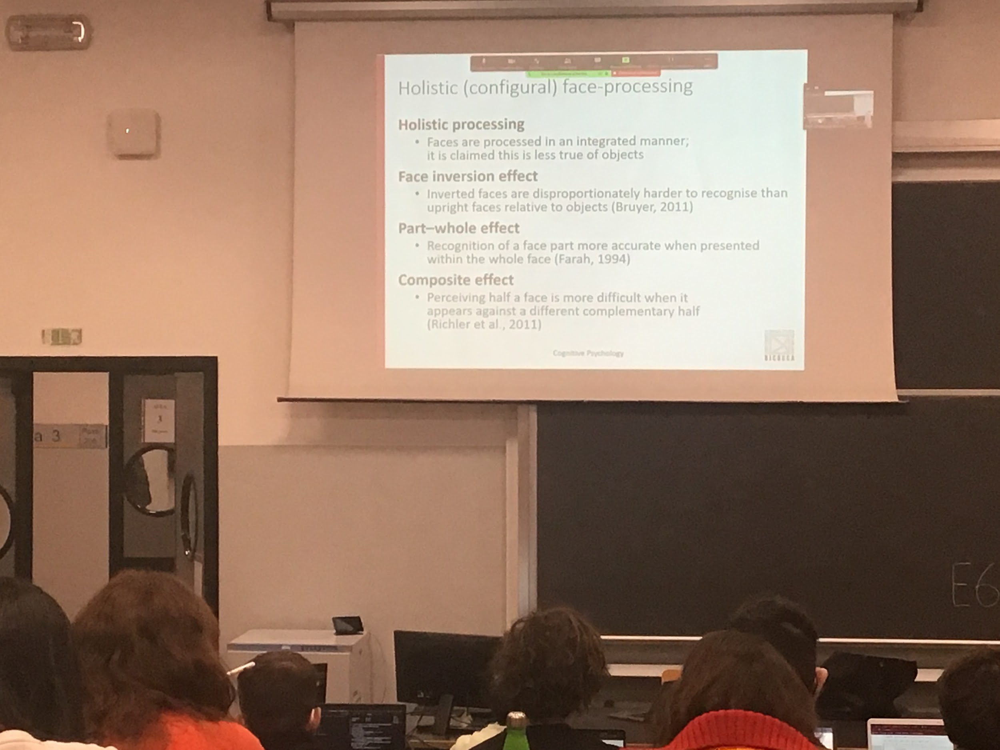 Holistic (configural) face-processing
Holistic processing
• Faces are processed in an integrated manner;
it is claimed this is less true of objects
Face inversion effect
• Inverted faces are disproportionately harder to recognise than
upright faces relative to objects (Bruyer, 2011)
Part–whole effect
• Recognition of a face part more accurate when presented
within the whole face (Farah, 1994)
Composite effect
• Perceiving half a face is more difficult when it
appears against a different complementary half
(Richler et al., 2011)
Cognitive Psychology
BICOCCA
a 3
3
E6